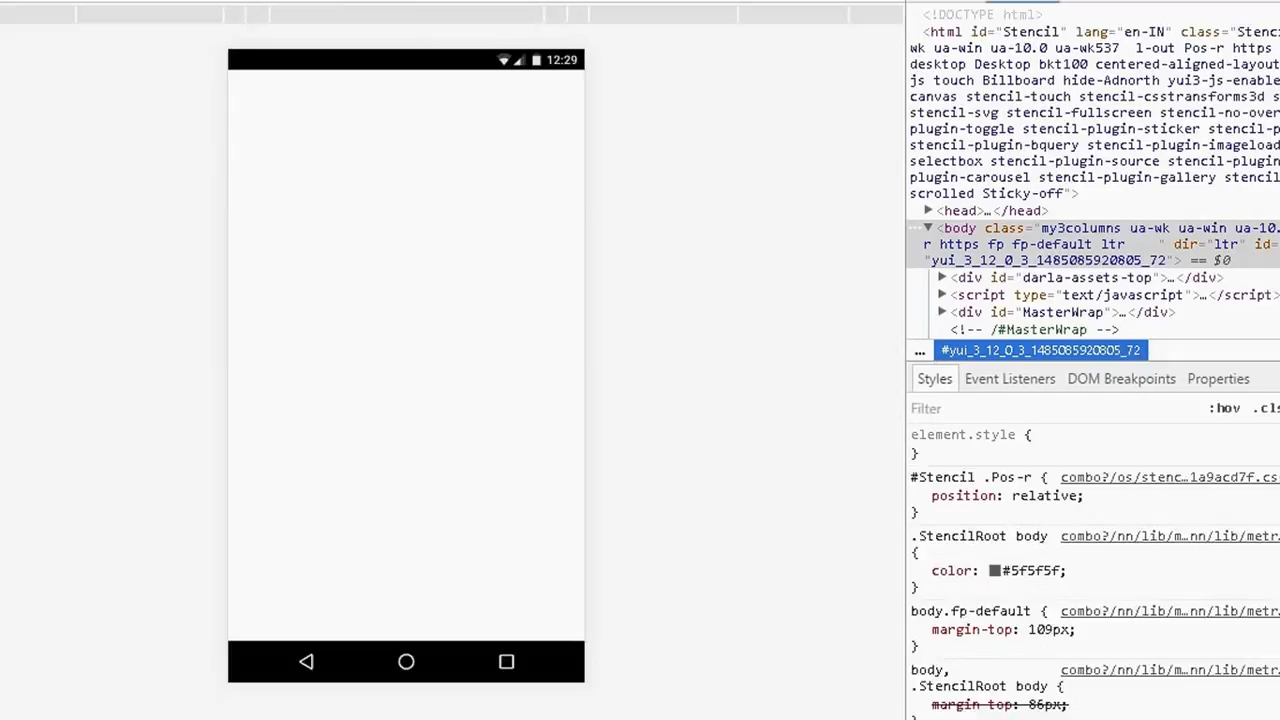 12:29
<!DOCTYPE html>
<html id="Stencil" lang="en-IN" class="Stenc
wk ua-win ua-10.0 ua-wk537  l-out Pos-r https
desktop Desktop bkt100 centered-aligned-layou
js touch Billboard hide-Adnorth yui3-js-enable
canvas stencil-touch stencil-csstransforms3d s
stencil-svg stencil-fullscreen stencil-no-over
plugin-toggle stencil-plugin-sticker stencil-p
stencil-plugin-bquery stencil-plugin-imageload
selectbox stencil-plugin-source stencil-plugin
plugin-carousel stencil-plugin-gallery stencil
scrolled Sticky-off">
<head>…</head>
… <body class="my3columns ua-wk ua-win ua-10.
r https fp fp-default ltr    " dir="ltr" id=
"yui_3_12_0_3_1485085920805_72"> == $0
<div id="darla-assets-top">…</div>
<script type="text/javascript">…</script>
<div id="MasterWrap">…</div>
<!-- /#MasterWrap -->
... #yui_3_12_0_3_1485085920805_72
Styles Event Listeners DOM Breakpoints Properties
Filter :hov .cls
element.style {
}
#Stencil .Pos-r { combo?/os/stenc…1a9acd7f.cs
position: relative;
}
.StencilRoot body combo?/nn/lib/m…nn/lib/metr
{
color: #5f5f5f;
}
body.fp-default { combo?/nn/lib/m…nn/lib/metr
margin-top: 109px;
}
body, combo?/nn/lib/m…nn/lib/metr
.StencilRoot body {
margin-top: 86px;